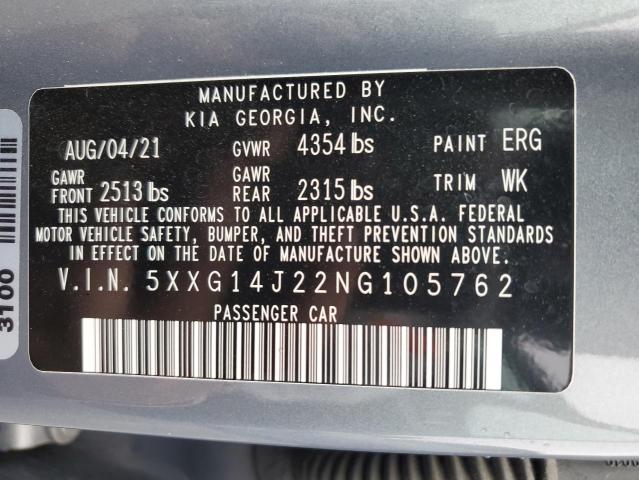 MANUFACTURED BY
KIA GEORGIA, INC.
AUG/04/21 GVWR 4354 lbs PAINT ERG
GAWR FRONT 2513 lbs GAWR REAR 2315 lbs TRIM WK
THIS VEHICLE CONFORMS TO ALL APPLICABLE U.S.A. FEDERAL
MOTOR VEHICLE SAFETY, BUMPER, AND THEFT PREVENTION STANDARDS
IN EFFECT ON THE DATE OF MANUFACTURE SHOWN ABOVE.
V.I.N. 5XXG14J22NG105762
PASSENGER CAR
3100